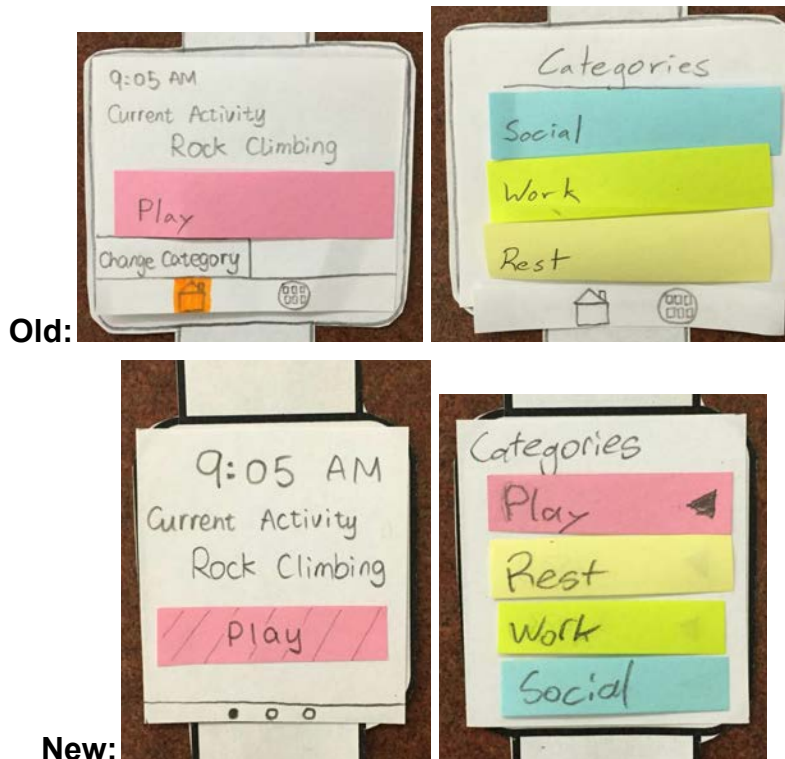 9:05 AM
Current Activity
Rock Climbing
Play
Change Category
Categories
Social
Work
Rest
Old:
9:05 AM
Current Activity
Rock Climbing
Play
Categories
Play
Rest
Work
Social
New: